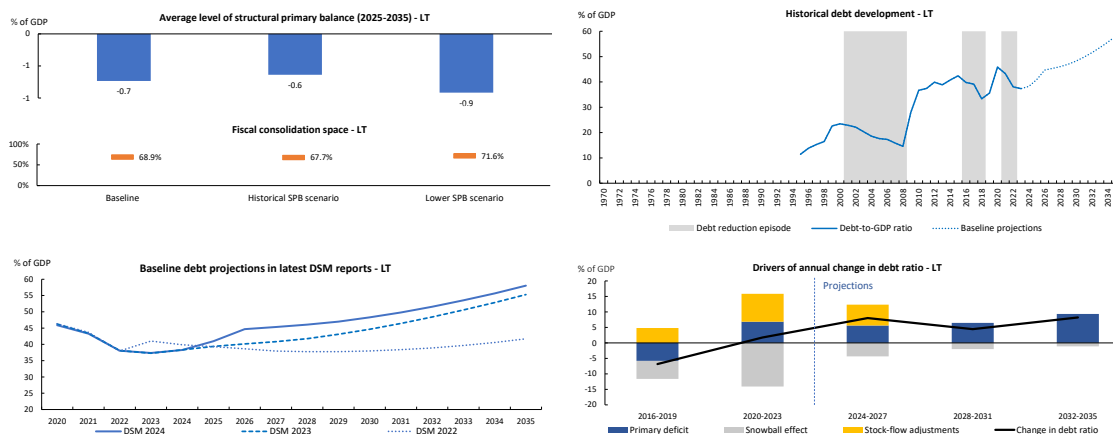 Average level of structural primary balance (2025-2035) - LT
% of GDP
0
-1
-1
-0.7
-0.6
-0.9
Fiscal consolidation space - LT
100%
50%
0%
68.9%
67.7%
71.6%
Baseline
Historical SPB scenario
Lower SPB scenario
Historical debt development - LT
% of GDP
60
50
40
30
20
10
0
1970 1972 1974 1976 1978 1980 1982 1984 1986 1988 1990 1992 1994 1996 1998 2000 2002 2004 2006 2008 2010 2012 2014 2016 2018 2020 2022 2024 2026 2028 2030 2032 2034
Debt reduction episode
Debt-to-GDP ratio
Baseline projections
Baseline debt projections in latest DSM reports - LT
% of GDP
60
55
50
45
40
35
30
25
20
2020 2021 2022 2023 2024 2025 2026 2027 2028 2029 2030 2031 2032 2033 2034 2035
DSM 2024
DSM 2023
DSM 2022
Drivers of annual change in debt ratio - LT
% of GDP
Projections
20
15
10
5
0
-5
-10
-15
-20
2016-2019
2020-2023
2024-2027
2028-2031
2032-2035
Primary deficit
Snowball effect
Stock-flow adjustments
Change in debt ratio